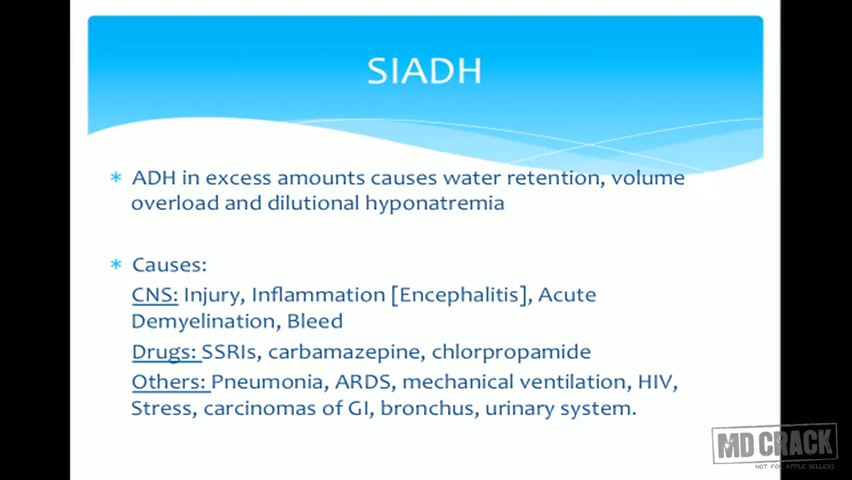 SIADH
* ADH in excess amounts causes water retention, volume
overload and dilutional hyponatremia
* Causes:
CNS: Injury, Inflammation [Encephalitis], Acute
Demyelination, Bleed
Drugs: SSRIs, carbamazepine, chlorpropamide
Others: Pneumonia, ARDS, mechanical ventilation, HIV,
Stress, carcinomas of GI, bronchus, urinary system.
MD CRACK
NOT FOR APPLE SELLERS